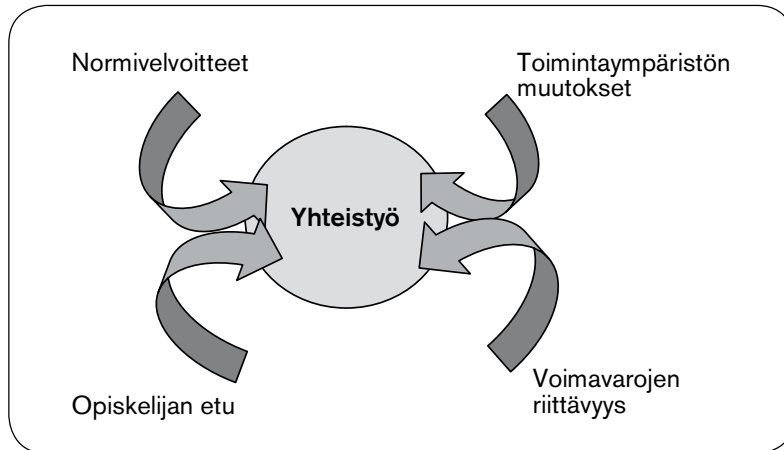 Normivelvoitteet
Toimintaympäristön
muutokset
Yhteistyö
Opiskelijan etu
Voimavarojen
riittävyys